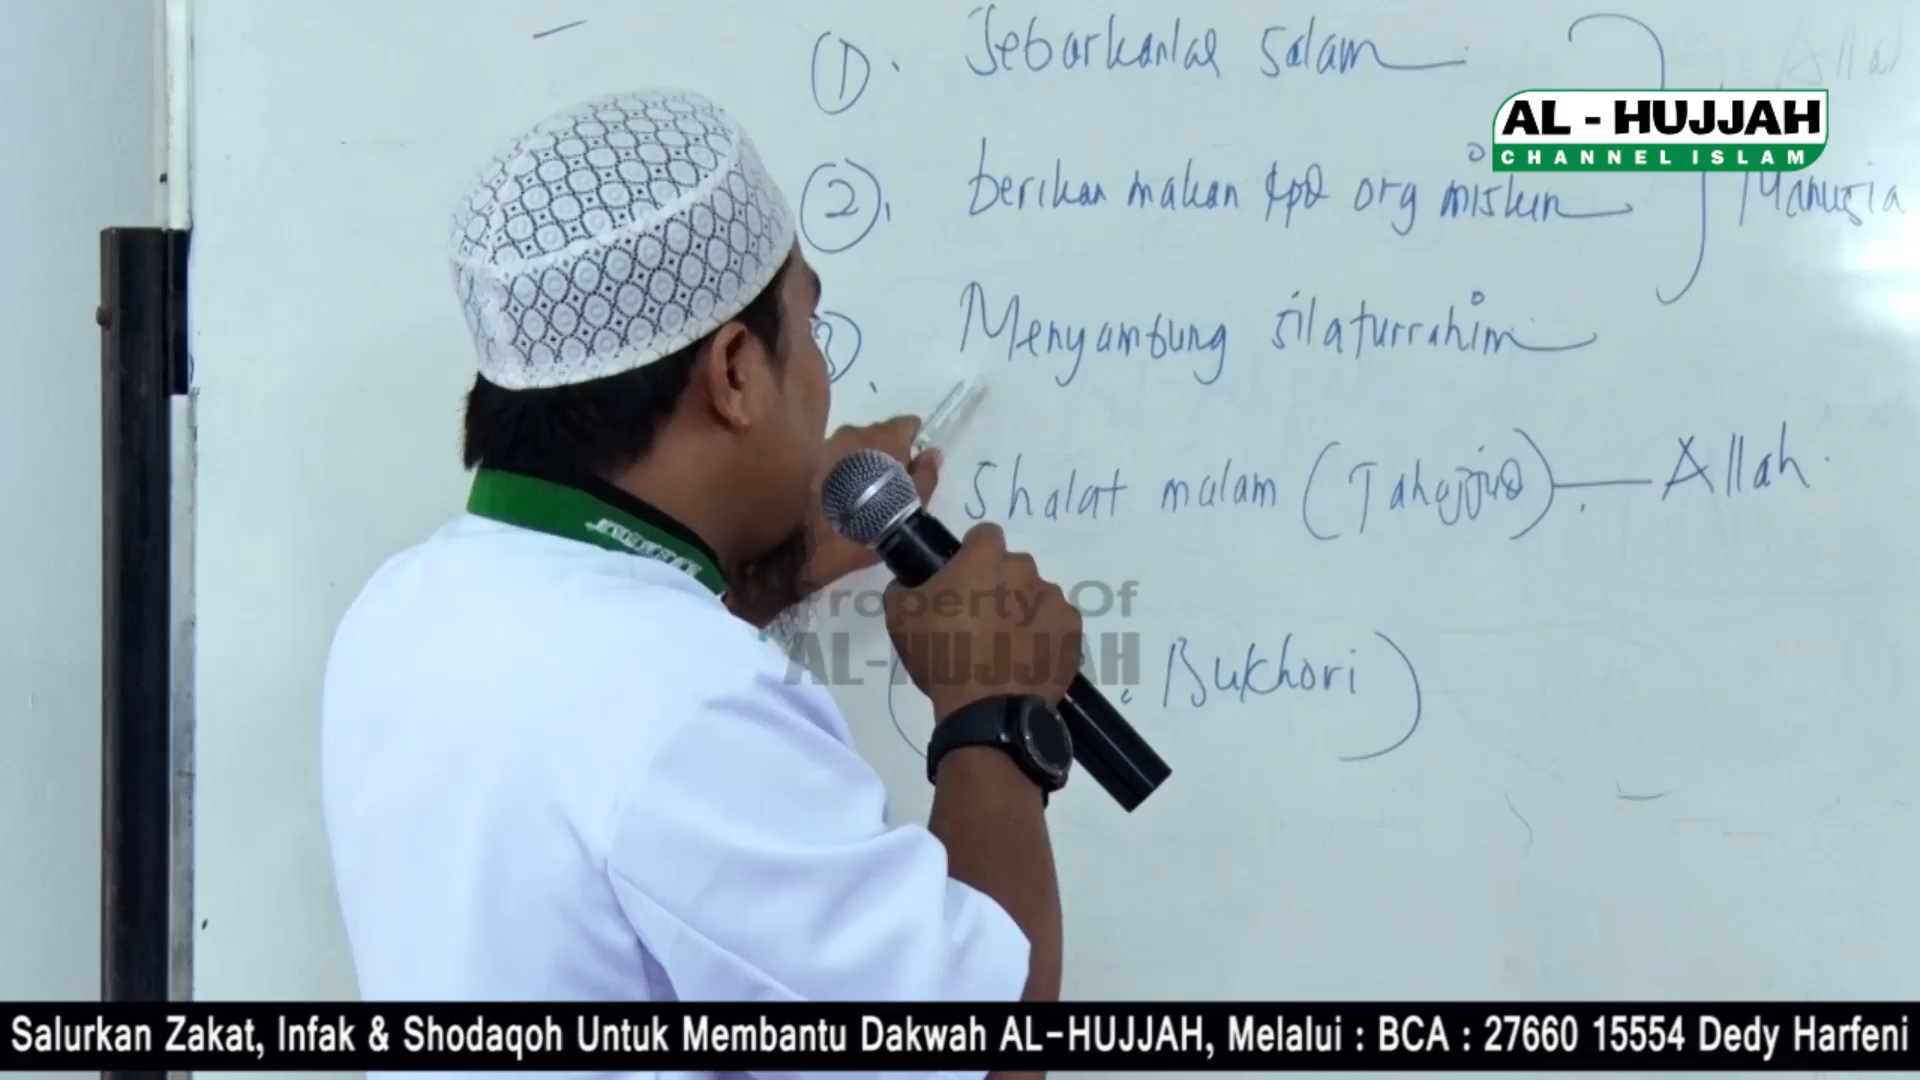 ①. Sebarkanlah Salam
Allah
AL - HUJJAH
CHANNEL ISLAM
②. berikan makan kpd org miskin
Manusia
3. Menyambung silaturrahim
Shalat malam (Tahajjud) — Allah
Property Of
AL-HUJJAH
( . Bukhori )
Salurkan Zakat, Infak & Shodaqoh Untuk Membantu Dakwah AL-HUJJAH, Melalui : BCA : 27660 15554 Dedy Harfeni